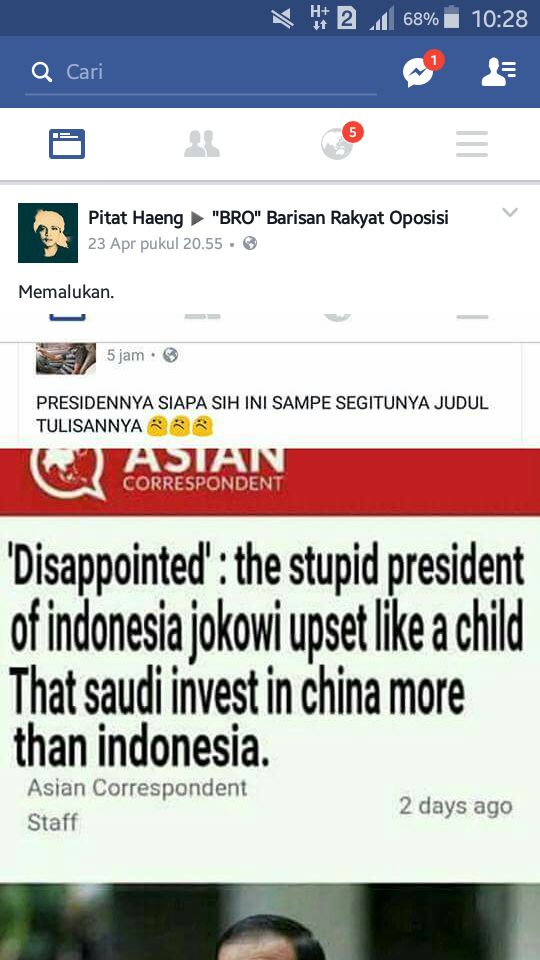 H+ 2 68% 10:28
Cari
1
5
Pitat Haeng ▶ "BRO" Barisan Rakyat Oposisi
23 Apr pukul 20.55 •
Memalukan.
5 jam •
PRESIDENNYA SIAPA SIH INI SAMPE SEGITUNYA JUDUL
TULISANNYA 😟😟😟
ASIAN
CORRESPONDENT
'Disappointed' : the stupid president
of indonesia jokowi upset like a child
That saudi invest in china more
than indonesia.
Asian Correspondent
Staff
2 days ago